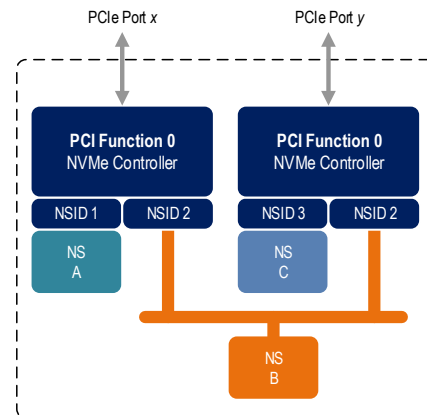 PCIe Port x
PCIe Port y
PCI Function 0
NVMe Controller
PCI Function 0
NVMe Controller
NSID 1
NSID 2
NSID 3
NSID 2
NS
A
NS
C
NS
B